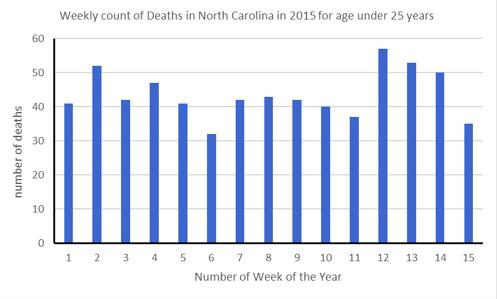 Weekly count of Deaths in North Carolina in 2015 for age under 25 years
60
50
40
30
20
10
0
number of deaths
1 2 3 4 5 6 7 8 9 10 11 12 13 14 15
Number of Week of the Year